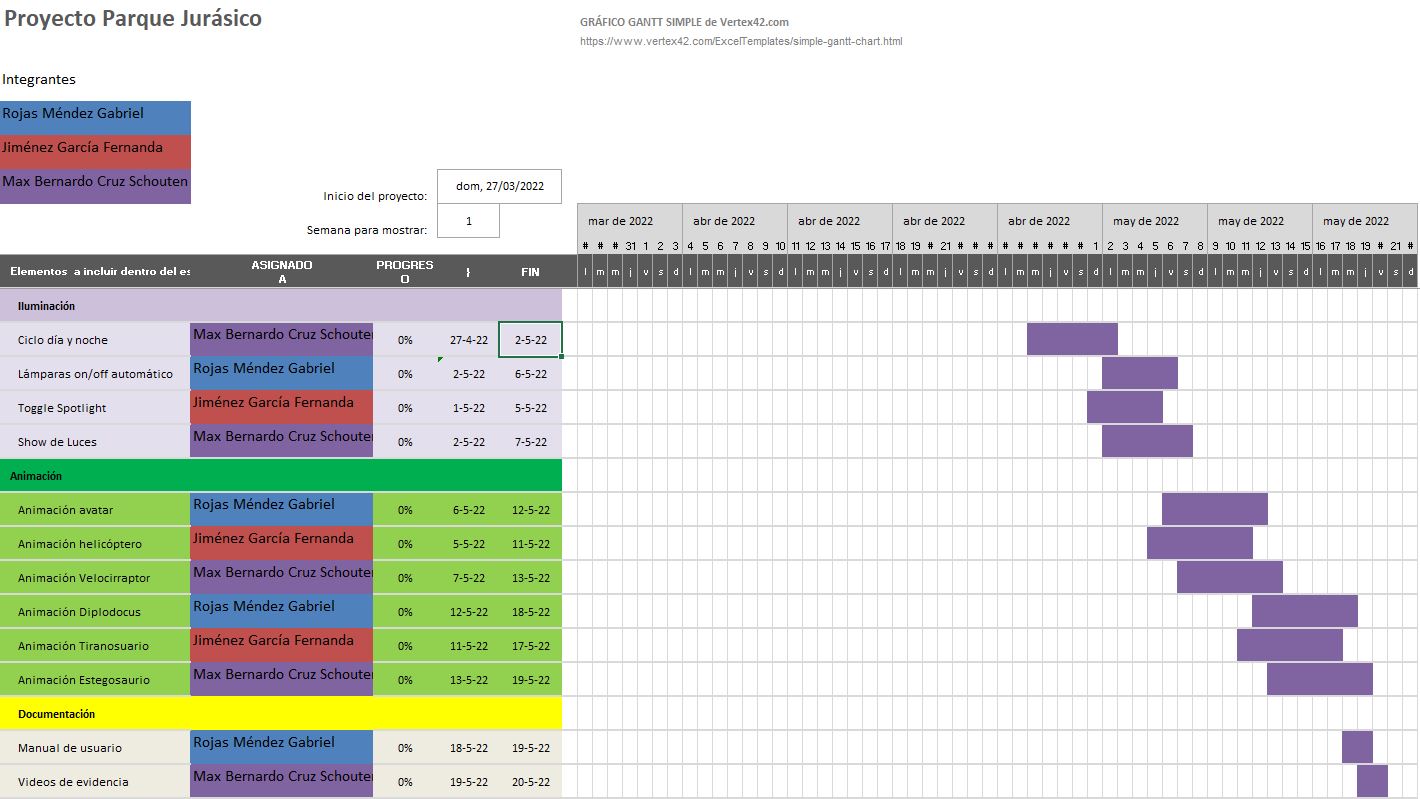 Proyecto Parque Jurásico
GRÁFICO GANTT SIMPLE de Vertex42.com
https://www.vertex42.com/ExcelTemplates/simple-gantt-chart.html
Integrantes
Rojas Méndez Gabriel
Jiménez García Fernanda
Max Bernardo Cruz Schouten
Inicio del proyecto: dom, 27/03/2022
Semana para mostrar: 1
mar de 2022 abr de 2022 abr de 2022 abr de 2022 abr de 2022 may de 2022 may de 2022 may de 2022
# # # 31 1 2 3 4 5 6 7 8 9 10 11 12 13 14 15 16 17 18 19 # 21 # # # # # # # # # 1 2 3 4 5 6 7 8 9 10 11 12 13 14 15 16 17 18 19 # 21 #
Elementos a incluir dentro del es ASIGNADO A PROGRESO } FIN l m m j v s d l m m j v s d l m m j v s d l m m j v s d l m m j v s d l m m j v s d l m m j v s d l m m j v s d
Iluminación
Ciclo día y noche Max Bernardo Cruz Schouten 0% 27-4-22 2-5-22
Lámparas on/off automático Rojas Méndez Gabriel 0% 2-5-22 6-5-22
Toggle Spotlight Jiménez García Fernanda 0% 1-5-22 5-5-22
Show de Luces Max Bernardo Cruz Schouten 0% 2-5-22 7-5-22
Animación
Animación avatar Rojas Méndez Gabriel 0% 6-5-22 12-5-22
Animación helicóptero Jiménez García Fernanda 0% 5-5-22 11-5-22
Animación Velocirraptor Max Bernardo Cruz Schouten 0% 7-5-22 13-5-22
Animación Diplodocus Rojas Méndez Gabriel 0% 12-5-22 18-5-22
Animación Tiranosuario Jiménez García Fernanda 0% 11-5-22 17-5-22
Animación Estegosaurio Max Bernardo Cruz Schouten 0% 13-5-22 19-5-22
Documentación
Manual de usuario Rojas Méndez Gabriel 0% 18-5-22 19-5-22
Videos de evidencia Max Bernardo Cruz Schouten 0% 19-5-22 20-5-22